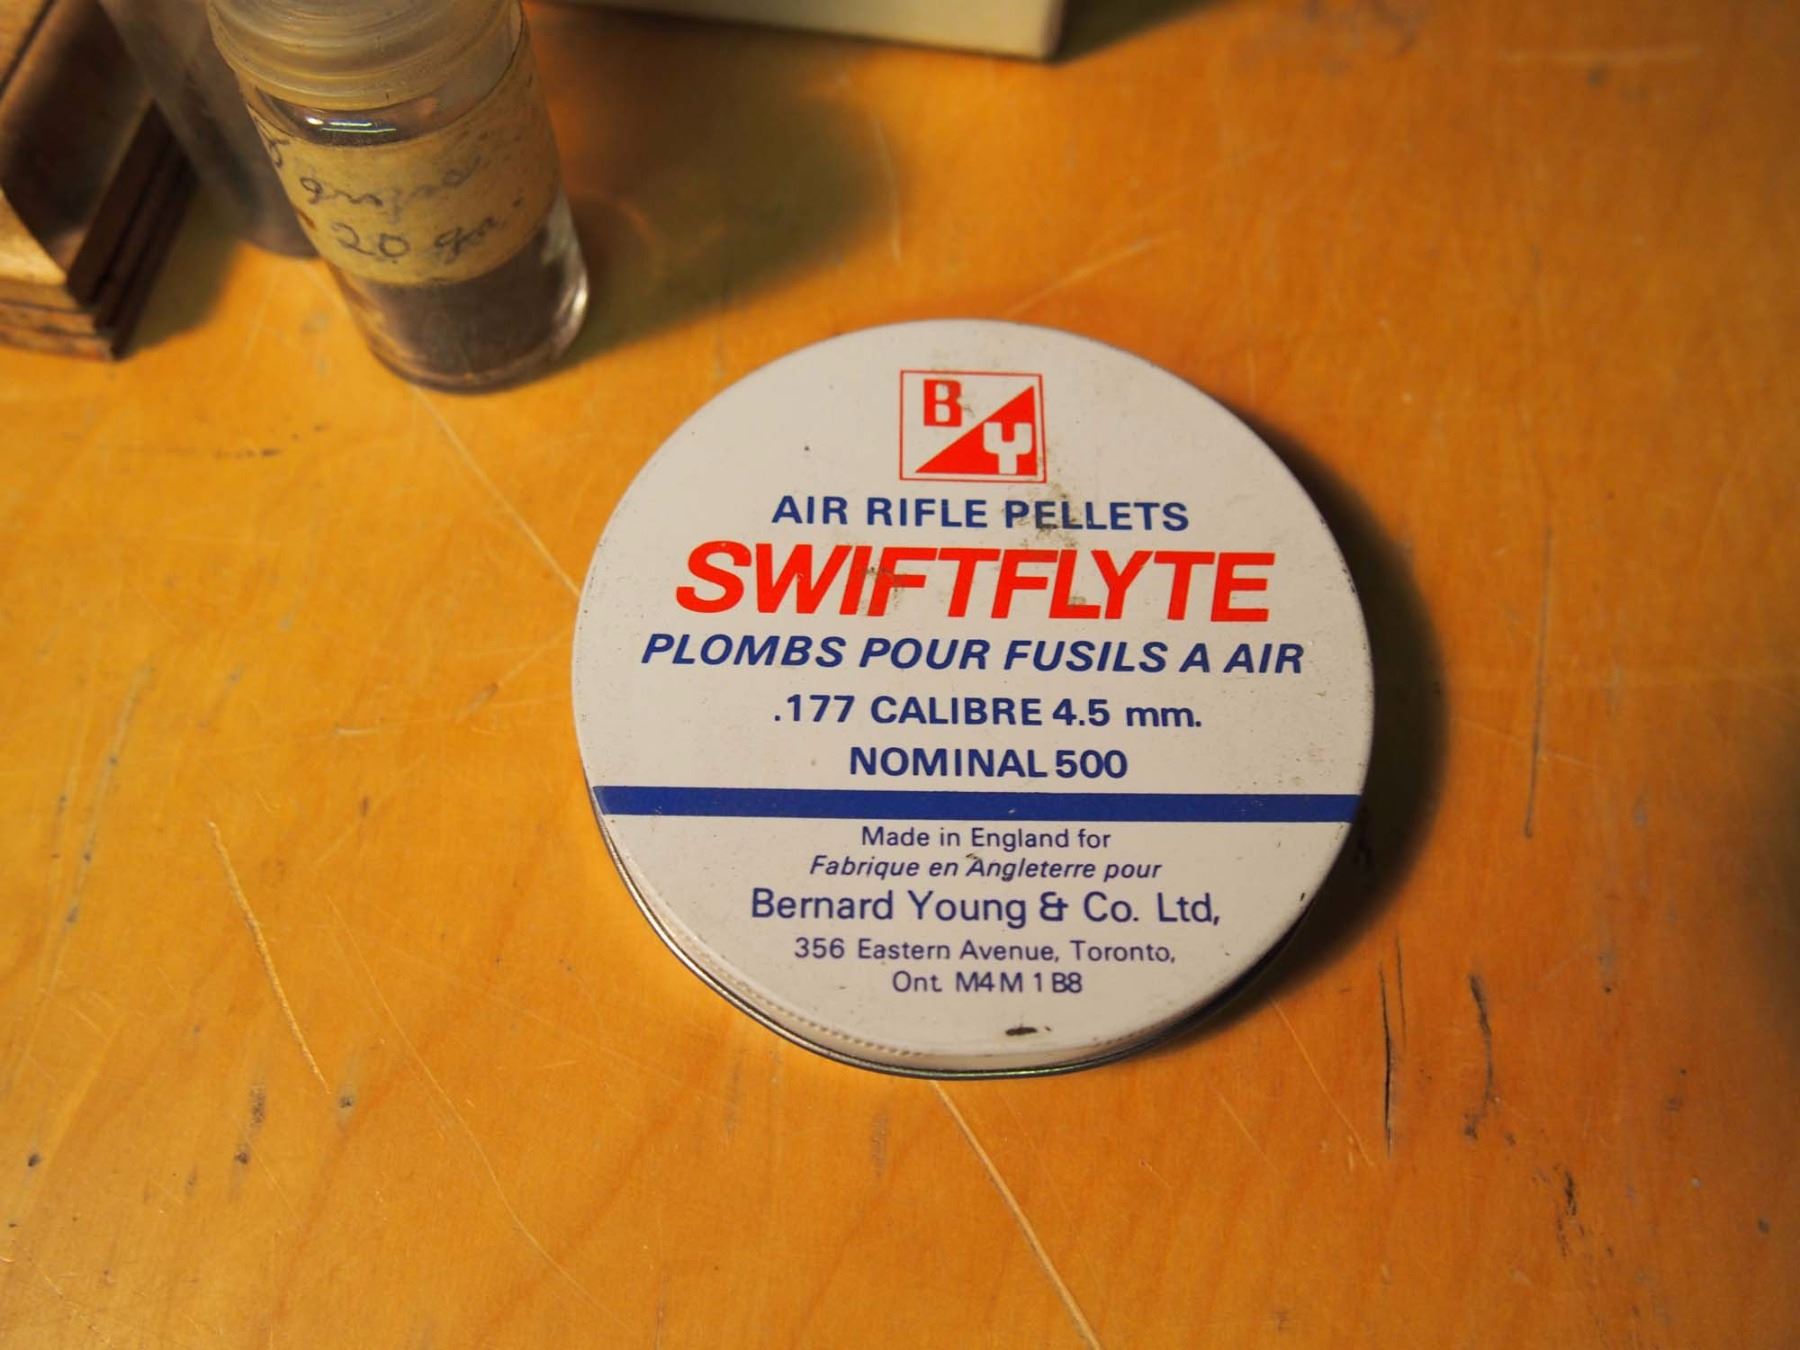 20
B
Y
AIR RIFLE PELLETS
SWIFTFLYTE
PLOMBS POUR FUSILS A AIR
.177 CALIBRE 4.5 mm.
NOMINAL 500
Made in England for
Fabrique en Angleterre pour
Bernard Young & Co. Ltd,
356 Eastern Avenue, Toronto,
Ont. M4M 1B8